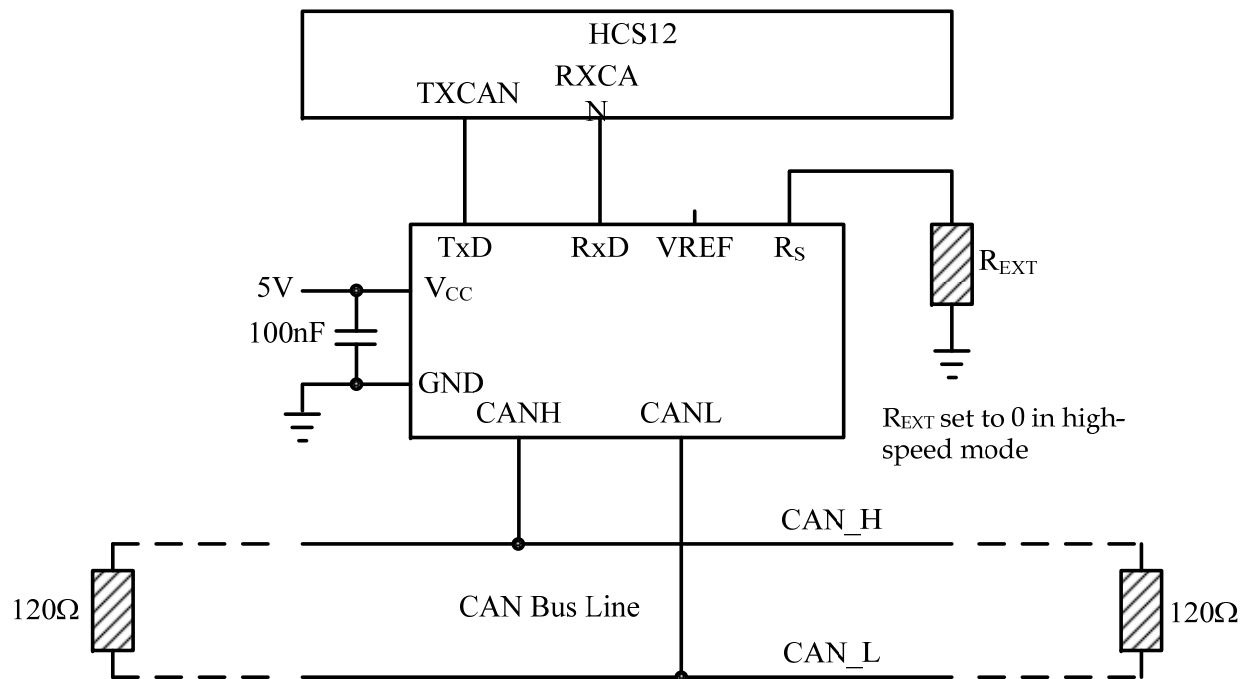 HCS12
TXCAN
RXCA
N
TxD
RxD
VREF
RS
REXT
5V
VCC
100nF
GND
CANH
CANL
REXT set to 0 in high-
speed mode
CAN_H
120Ω
CAN Bus Line
120Ω
CAN_L